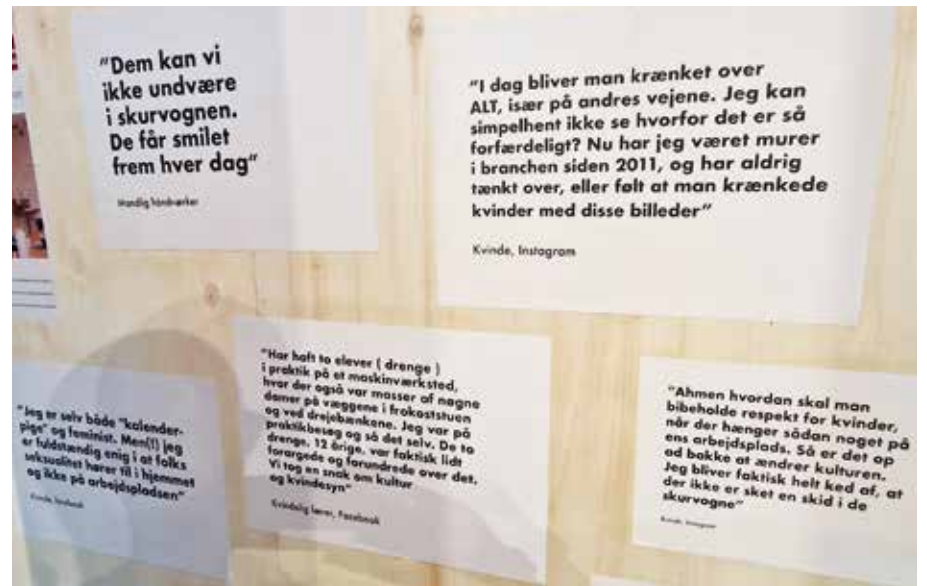 "Dem kan vi
ikke undvære
i skurvognen.
De får smilet
frem hver dag"
Mandlig håndværker
"I dag bliver man krænket over
ALT, især på andres vejene. Jeg kan
simpelhent ikke se hvorfor det er så
forfærdeligt? Nu har jeg været murer
i branchen siden 2011, og har aldrig
tænkt over, eller følt at man krænkede
kvinder med disse billeder"
Kvinde, Instagram
"Jeg er selv både "kalender-
pige" og feminist. Men(!) jeg
er fuldstændig enig i at folks
seksualitet hører til i hjemmet
og ikke på arbejdspladsen"
Kvinde, Facebook
"Har haft to elever ( drenge )
i praktik på et maskinværksted,
hvor der også var masser af nøgne
damer på væggene i frokoststuen
og ved drejebænkene. Jeg var på
praktikbesøg og så det selv. De to
drenge, 12 årige, var faktisk lidt
forargede og forundrede over det.
Vi tog en snak om kultur
og kvindesyn"
Kvindelig lærer, Facebook
"Ahmen hvordan skal man
bibeholde respekt for kvinder,
når der hænger sådan noget på
ens arbejdsplads. Så er det op
ad bakke at ændrer kulturen.
Jeg bliver faktisk helt ked af, at
der ikke er sket en skid i de
skurvogne"
Kvinde, Instagram